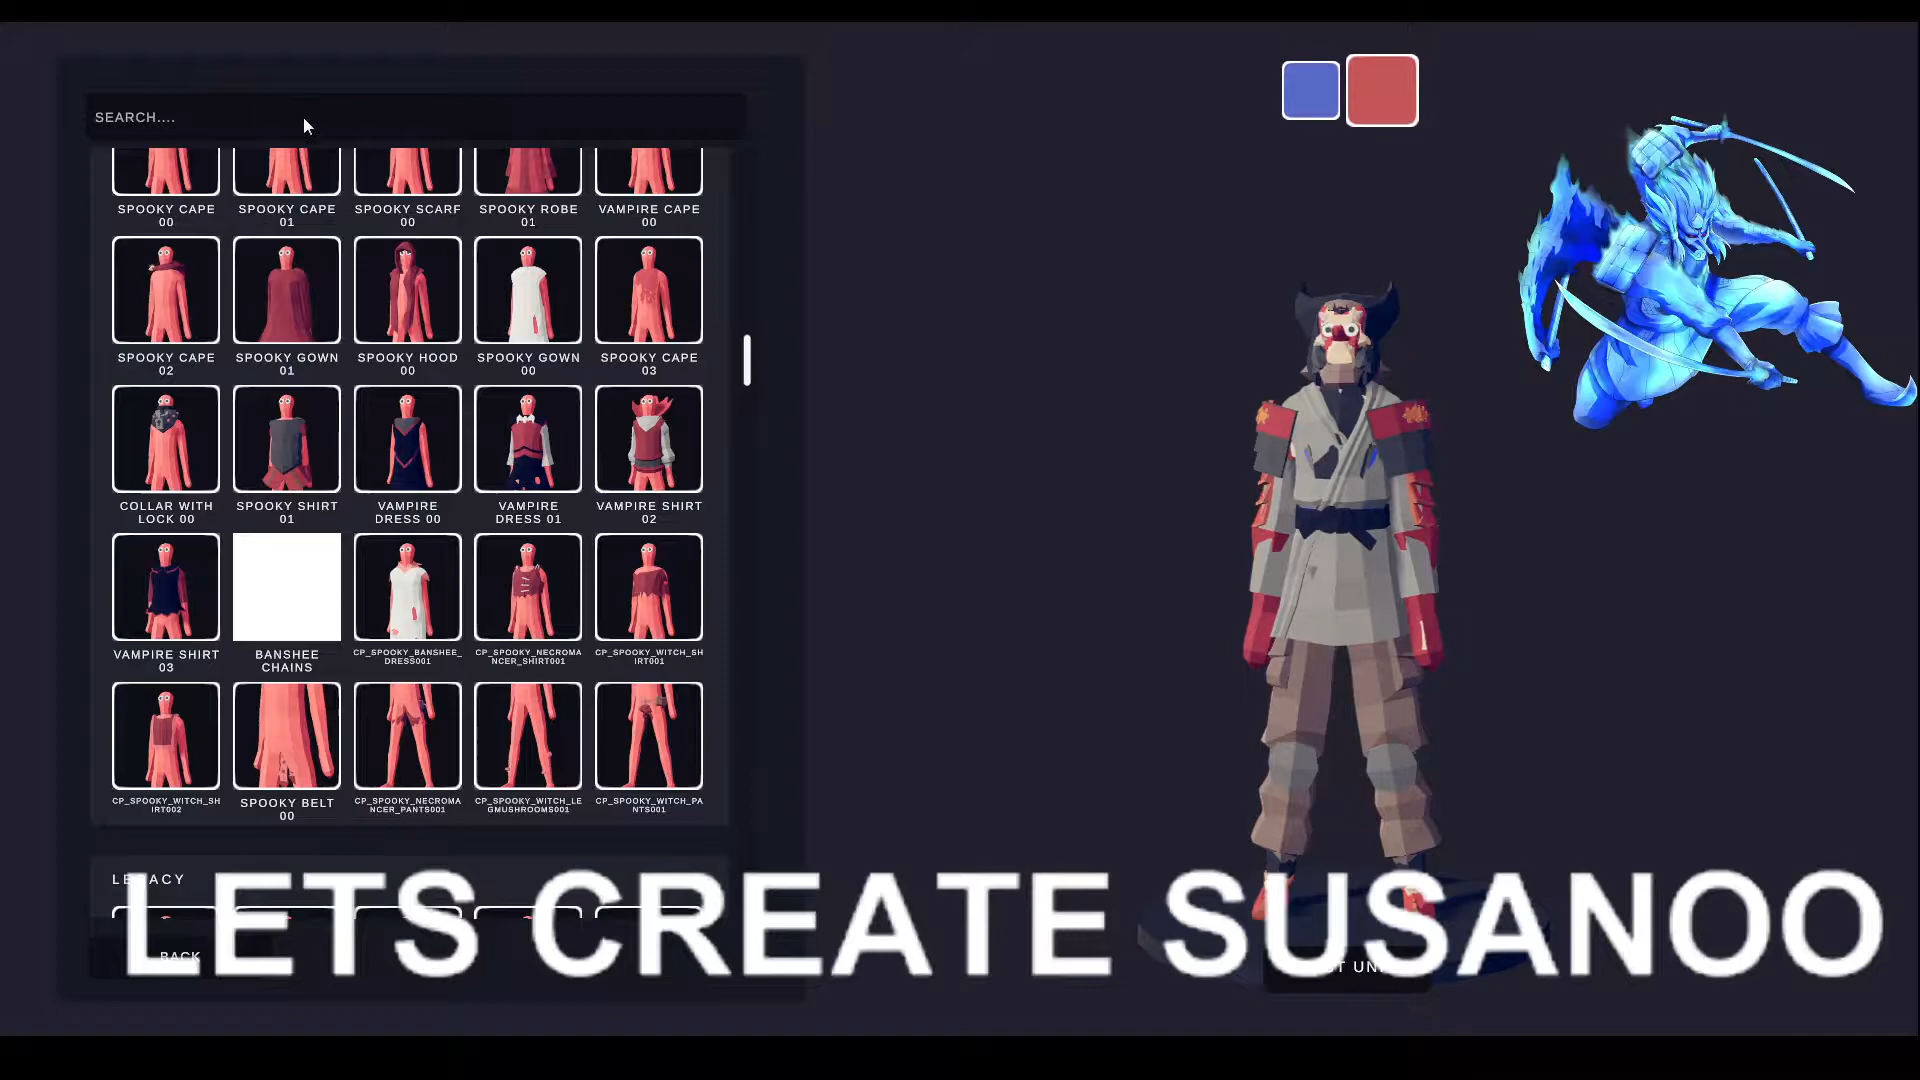 SEARCH....
SPOOKY CAPE
00
SPOOKY CAPE
01
SPOOKY SCARF
00
SPOOKY ROBE
01
VAMPIRE CAPE
00
SPOOKY CAPE
02
SPOOKY GOWN
01
SPOOKY HOOD
00
SPOOKY GOWN
00
SPOOKY CAPE
03
COLLAR WITH
LOCK 00
SPOOKY SHIRT
01
VAMPIRE
DRESS 00
VAMPIRE
DRESS 01
VAMPIRE SHIRT
02
VAMPIRE SHIRT
03
BANSHEE
CHAINS
CP_SPOOKY_BANSHEE_
DRESS001
CP_SPOOKY_NECROMA
NCER_SHIRT001
CP_SPOOKY_WITCH_SH
IRT001
CP_SPOOKY_WITCH_SH
IRT002
SPOOKY BELT
00
CP_SPOOKY_NECROMA
NCER_PANTS001
CP_SPOOKY_WITCH_LE
GMUSHROOMS001
CP_SPOOKY_WITCH_PA
NTS001
LEGACY
LETS CREATE SUSANOO
BACK